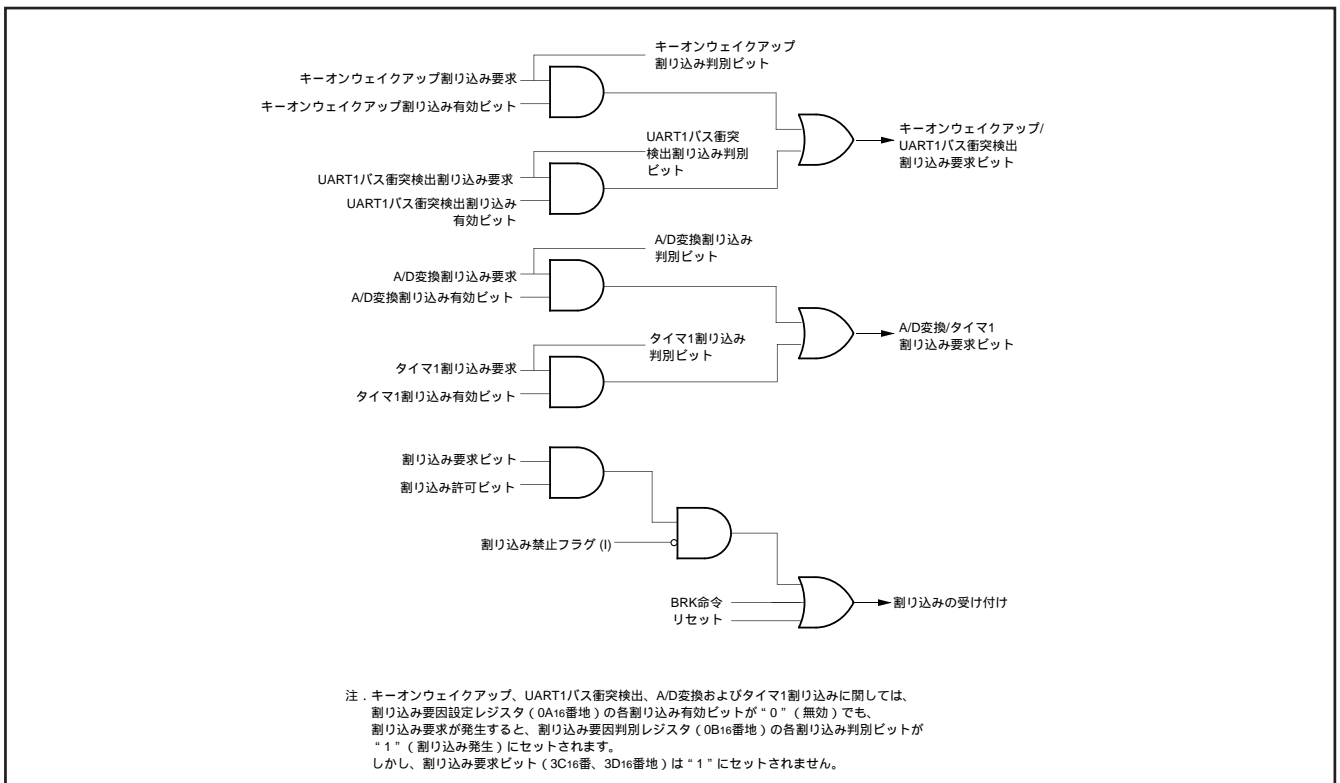 キーオンウェイクアップ
割り込み判別ビット
キーオンウェイクアップ割り込み要求
キーオンウェイクアップ割り込み有効ビット
キーオンウェイクアップ/
UART1バス衝突検出
割り込み要求ビット
UART1バス衝突
検出割り込み判別
ビット
UART1バス衝突検出割り込み要求
UART1バス衝突検出割り込み
有効ビット
A/D変換割り込み
判別ビット
A/D変換割り込み要求
A/D変換割り込み有効ビット
A/D変換/タイマ1
割り込み要求ビット
タイマ1割り込み
判別ビット
タイマ1割り込み要求
タイマ1割り込み有効ビット
割り込み要求ビット
割り込み許可ビット
割り込み禁止フラグ (I)
BRK命令
リセット
割り込みの受け付け
注．キーオンウェイクアップ、UART1バス衝突検出、A/D変換およびタイマ1割り込みに関しては、
割り込み要因設定レジスタ（0A16番地）の各割り込み有効ビットが“0”（無効）でも、
割り込み要求が発生すると、割り込み要因判別レジスタ（0B16番地）の各割り込み判別ビットが
“1”（割り込み発生）にセットされます。
しかし、割り込み要求ビット（3C16番、3D16番地）は“1”にセットされません。